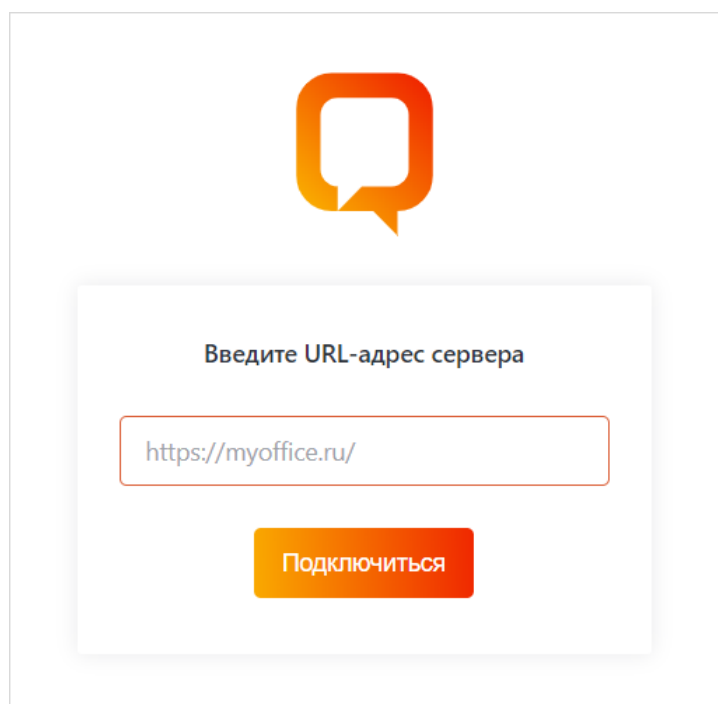 Введите URL-адрес сервера
https://myoffice.ru/
Подключиться